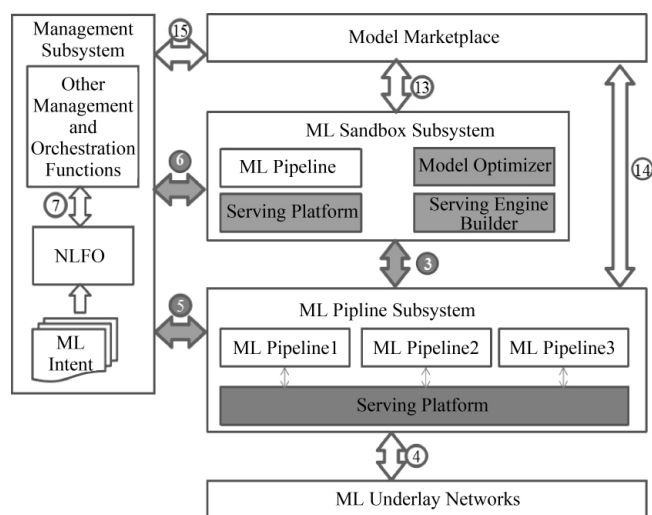 Management
Subsystem
Other
Management
and
Orchestration
Functions
7
NLFO
ML
Intent
15
Model Marketplace
13
ML Sandbox Subsystem
ML Pipeline
Model Optimizer
Serving Platform
Serving Engine
Builder
6
14
3
5
ML Pipline Subsystem
ML Pipeline1
ML Pipeline2
ML Pipeline3
Serving Platform
4
ML Underlay Networks